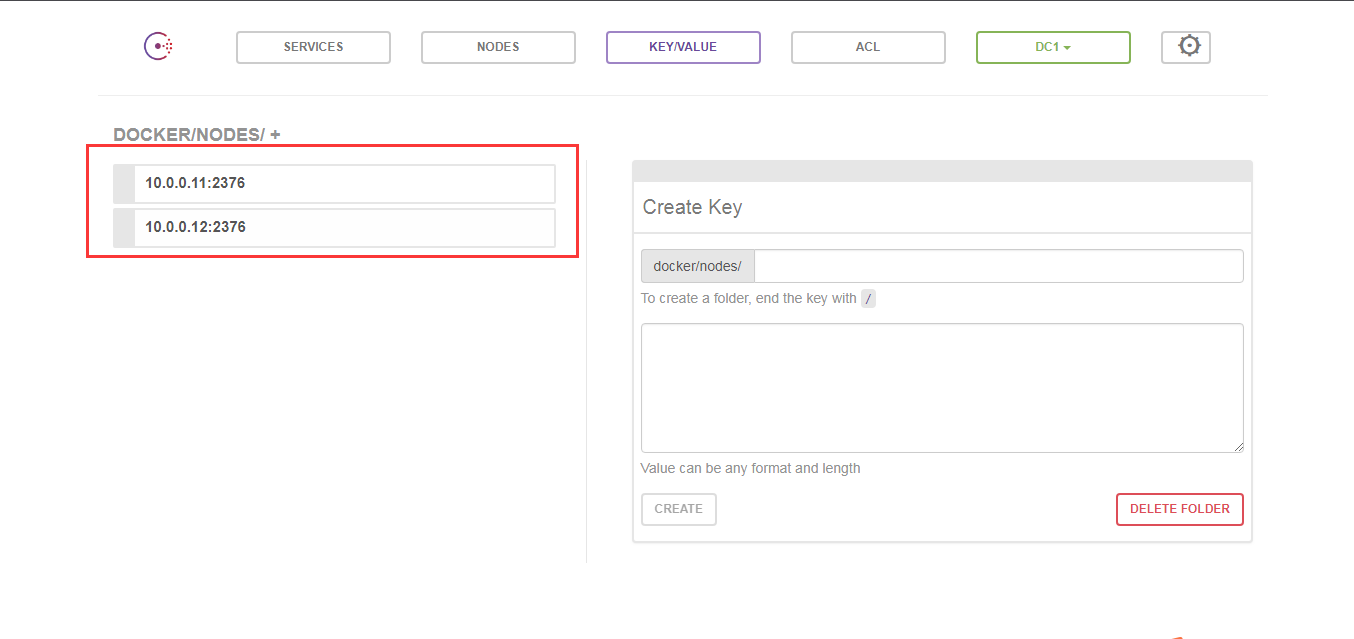 SERVICES NODES KEY/VALUE ACL DC1
DOCKER/NODES/ +
10.0.0.11:2376
10.0.0.12:2376
Create Key
docker/nodes/
To create a folder, end the key with /
Value can be any format and length
CREATE DELETE FOLDER